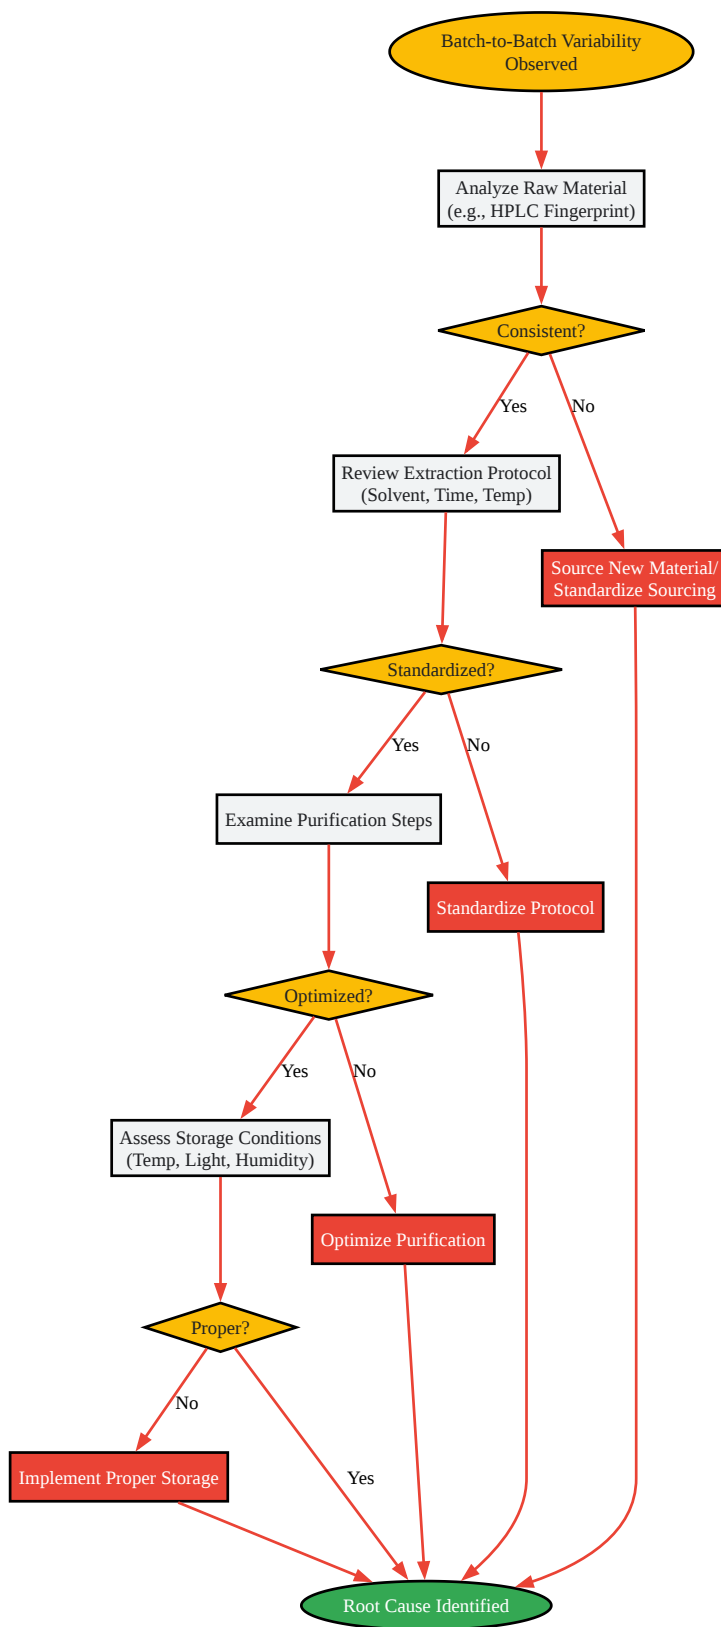 Batch-to-Batch Variability
Observed
Analyze Raw Material
(e.g., HPLC Fingerprint)
Consistent?
Yes
No
Review Extraction Protocol
(Solvent, Time, Temp)
Source New Material/
Standardize Sourcing
Standardized?
Yes
No
Examine Purification Steps
Standardize Protocol
Optimized?
Yes
No
Assess Storage Conditions
(Temp, Light, Humidity)
Optimize Purification
Proper?
No
Yes
Implement Proper Storage
Root Cause Identified